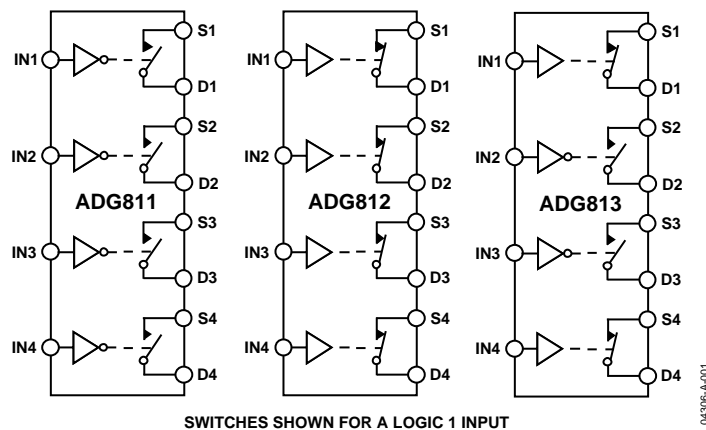 S1
IN1
D1
S2
IN2
D2
ADG811
S3
IN3
D3
S4
IN4
D4
S1
IN1
D1
S2
IN2
D2
ADG812
S3
IN3
D3
S4
IN4
D4
S1
IN1
D1
S2
IN2
D2
ADG813
S3
IN3
D3
S4
IN4
D4
SWITCHES SHOWN FOR A LOGIC 1 INPUT
04306-A-001